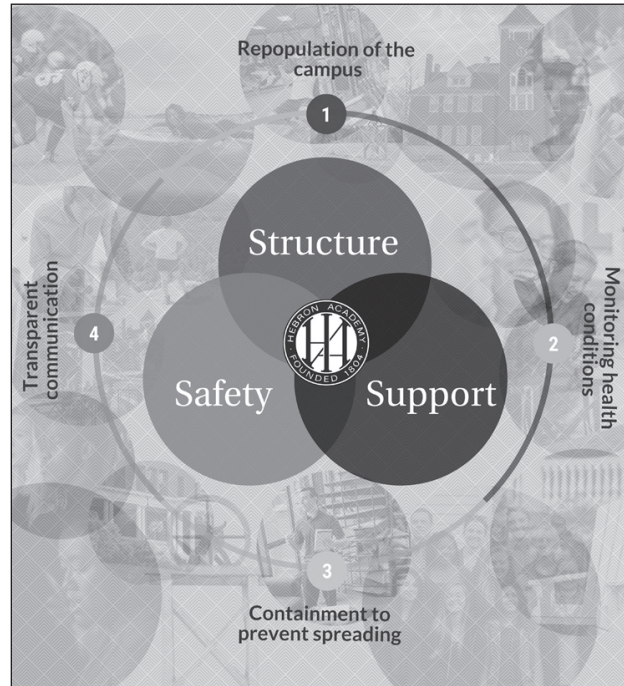 Repopulation of the
campus
1
Structure
HEBRON ACADEMY
FOUNDED 1804
Safety
Support
2
Monitoring health
conditions
3
Containment to
prevent spreading
4
Transparent
communication